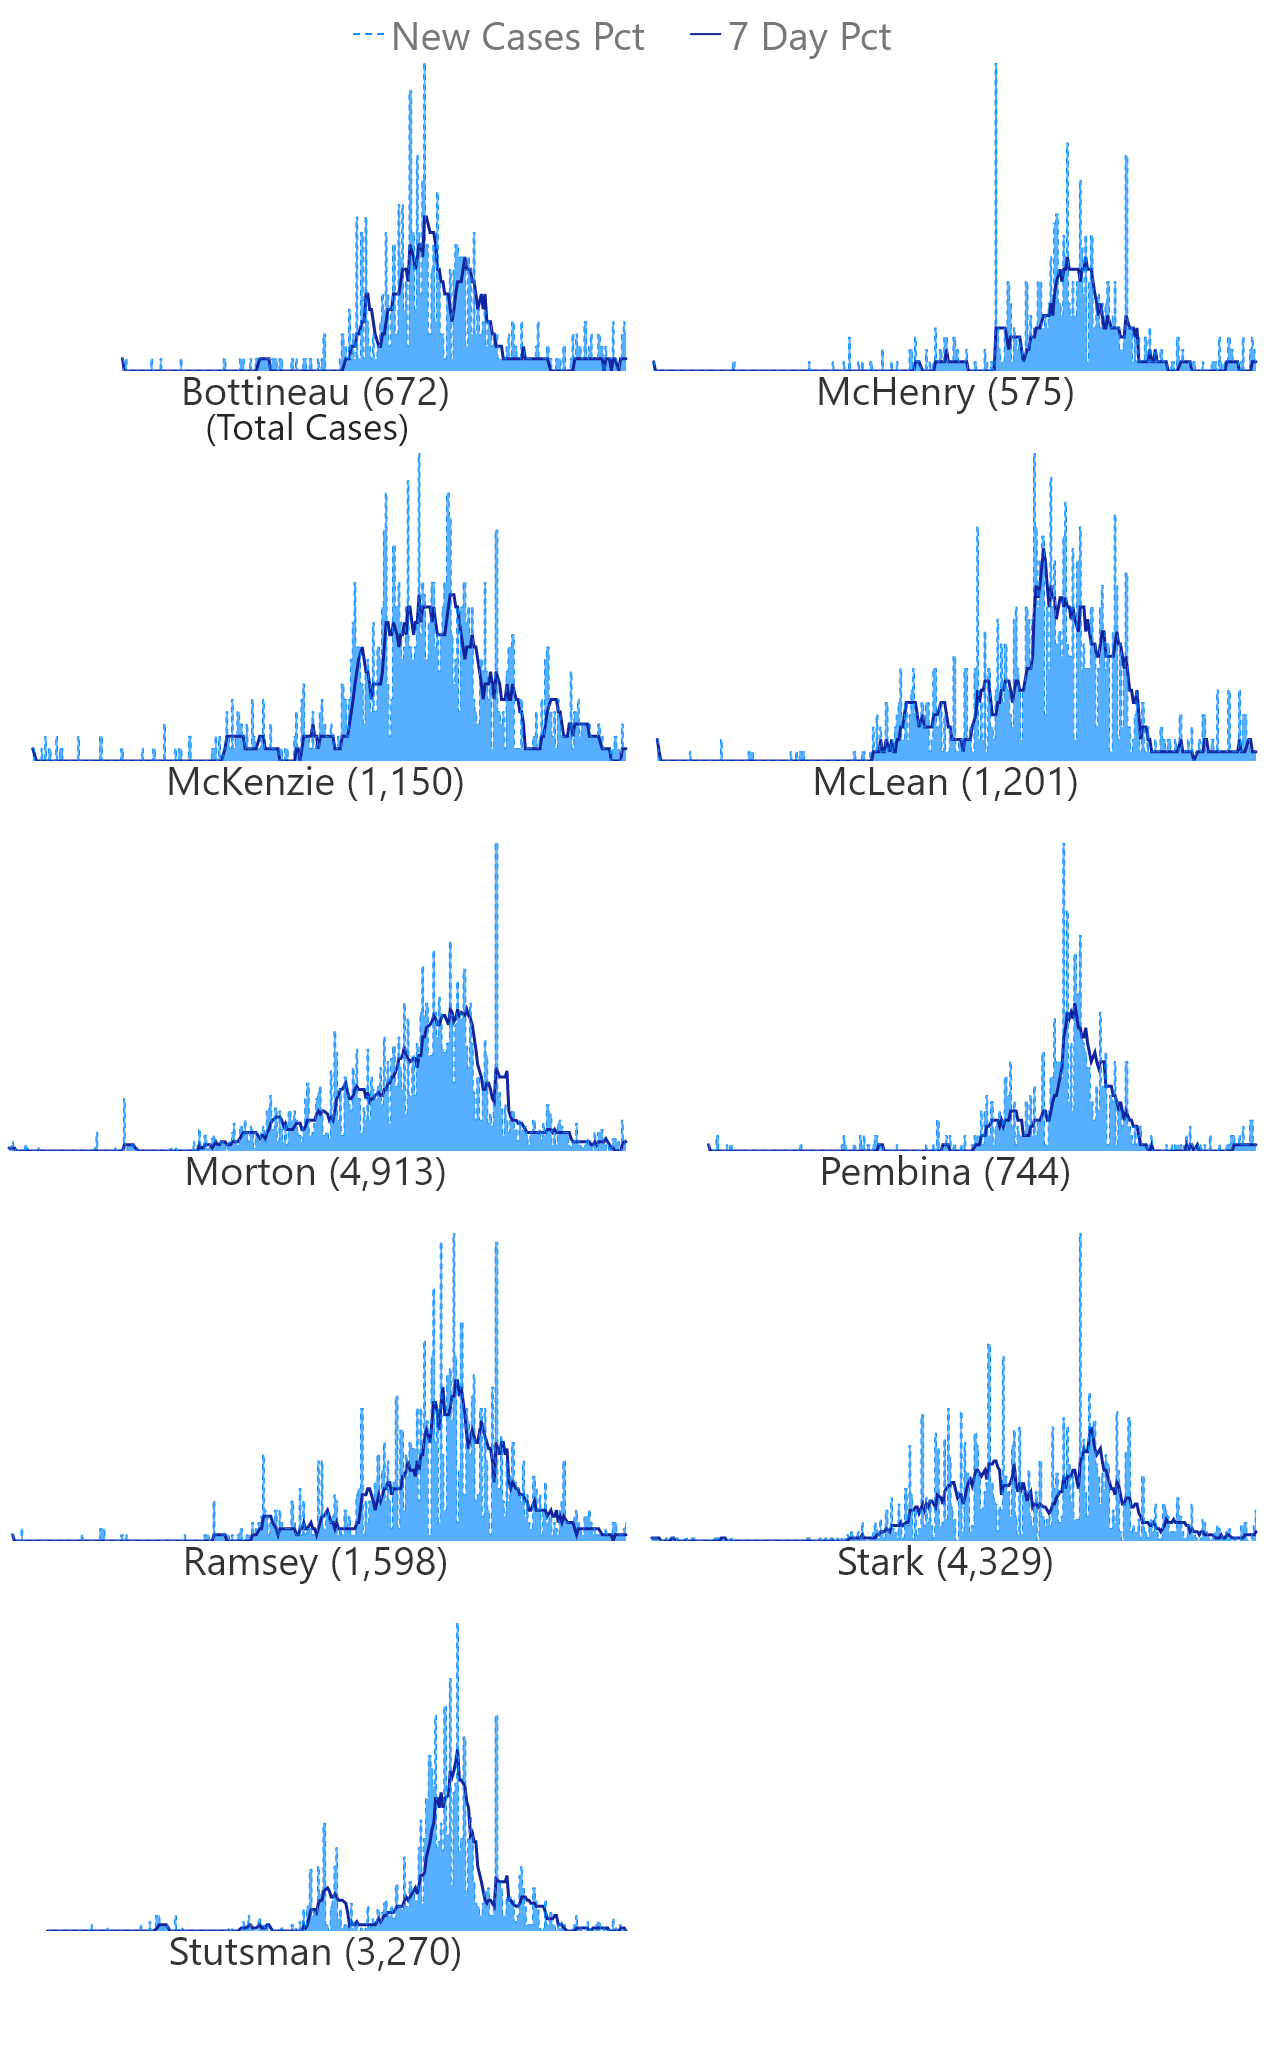 New Cases Pct 7 Day Pct
Bottineau (672)
(Total Cases)
McHenry (575)
McKenzie (1,150)
McLean (1,201)
Morton (4,913)
Pembina (744)
Ramsey (1,598)
Stark (4,329)
Stutsman (3,270)